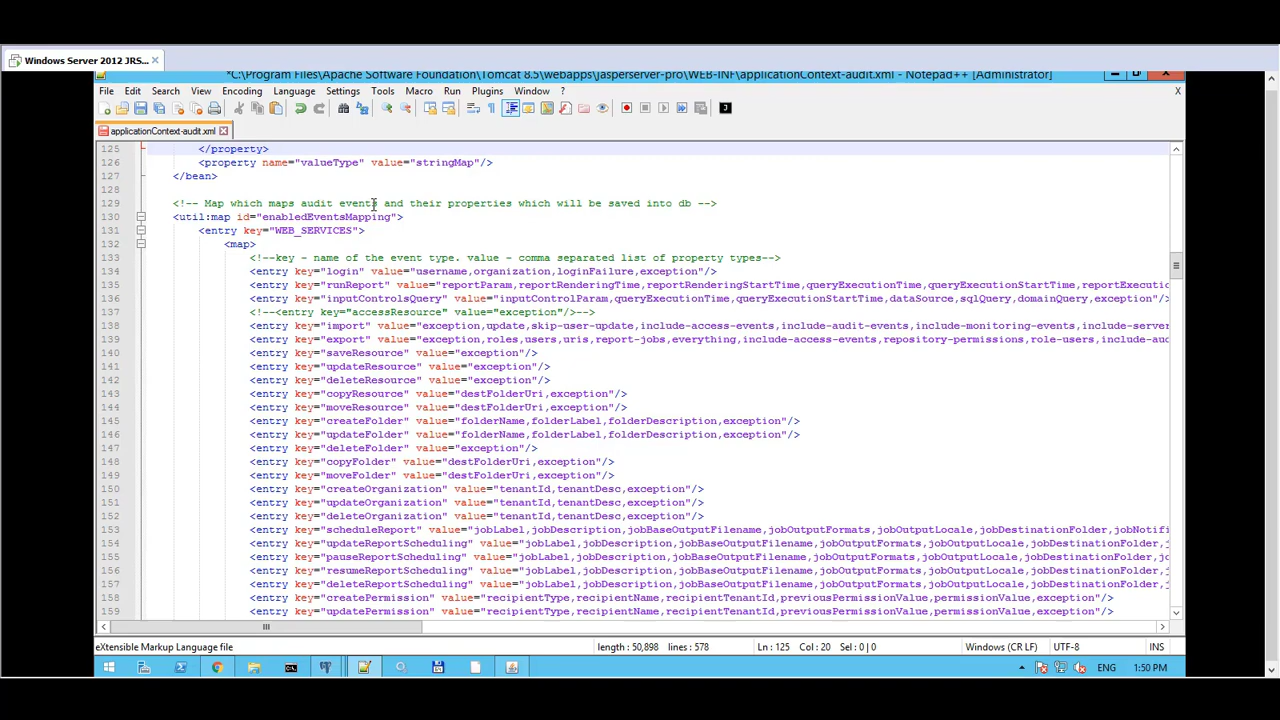 Windows Server 2012 JRS...
*C:\Program Files\Apache Software Foundation\Tomcat 8.5\webapps\jasperserver-pro\WEB-INF\applicationContext-audit.xml - Notepad++ [Administrator]
File Edit Search View Encoding Language Settings Tools Macro Run Plugins Window ? X
applicationContext-audit.xml
125 </property>
126 <property name="valueType" value="stringMap"/>
127 </bean>
128
129 <!-- Map which maps audit events and their properties which will be saved into db -->
130 <util:map id="enabledEventsMapping">
131 <entry key="WEB_SERVICES">
132 <map>
133 <!--key - name of the event type. value - comma separated list of property types-->
134 <entry key="login" value="username,organization,loginFailure,exception"/>
135 <entry key="runReport" value="reportParam,reportRenderingTime,reportRenderingStartTime,queryExecutionTime,queryExecutionStartTime,reportExecutio
136 <entry key="inputControlsQuery" value="inputControlParam,queryExecutionTime,queryExecutionStartTime,dataSource,sqlQuery,domainQuery,exception"/>
137 <!--<entry key="accessResource" value="exception"/>-->
138 <entry key="import" value="exception,update,skip-user-update,include-access-events,include-audit-events,include-monitoring-events,include-server
139 <entry key="export" value="exception,roles,users,uris,report-jobs,everything,include-access-events,repository-permissions,role-users,include-aud
140 <entry key="saveResource" value="exception"/>
141 <entry key="updateResource" value="exception"/>
142 <entry key="deleteResource" value="exception"/>
143 <entry key="copyResource" value="destFolderUri,exception"/>
144 <entry key="moveResource" value="destFolderUri,exception"/>
145 <entry key="createFolder" value="folderName,folderLabel,folderDescription,exception"/>
146 <entry key="updateFolder" value="folderName,folderLabel,folderDescription,exception"/>
147 <entry key="deleteFolder" value="exception"/>
148 <entry key="copyFolder" value="destFolderUri,exception"/>
149 <entry key="moveFolder" value="destFolderUri,exception"/>
150 <entry key="createOrganization" value="tenantId,tenantDesc,exception"/>
151 <entry key="updateOrganization" value="tenantId,tenantDesc,exception"/>
152 <entry key="deleteOrganization" value="tenantId,tenantDesc,exception"/>
153 <entry key="scheduleReport" value="jobLabel,jobDescription,jobBaseOutputFilename,jobOutputFormats,jobOutputLocale,jobDestinationFolder,jobNotifi
154 <entry key="updateReportScheduling" value="jobLabel,jobDescription,jobBaseOutputFilename,jobOutputFormats,jobOutputLocale,jobDestinationFolder,
155 <entry key="pauseReportScheduling" value="jobLabel,jobDescription,jobBaseOutputFilename,jobOutputFormats,jobOutputLocale,jobDestinationFolder,jo
156 <entry key="resumeReportScheduling" value="jobLabel,jobDescription,jobBaseOutputFilename,jobOutputFormats,jobOutputLocale,jobDestinationFolder,
157 <entry key="deleteReportScheduling" value="jobLabel,jobDescription,jobBaseOutputFilename,jobOutputFormats,jobOutputLocale,jobDestinationFolder,
158 <entry key="createPermission" value="recipientType,recipientName,recipientTenantId,previousPermissionValue,permissionValue,exception"/>
159 <entry key="updatePermission" value="recipientType,recipientName,recipientTenantId,previousPermissionValue,permissionValue,exception"/>
eXtensible Markup Language file length : 50,898 lines : 578 Ln : 125 Col : 20 Sel : 0 | 0 Windows (CR LF) UTF-8 INS
ENG 1:50 PM